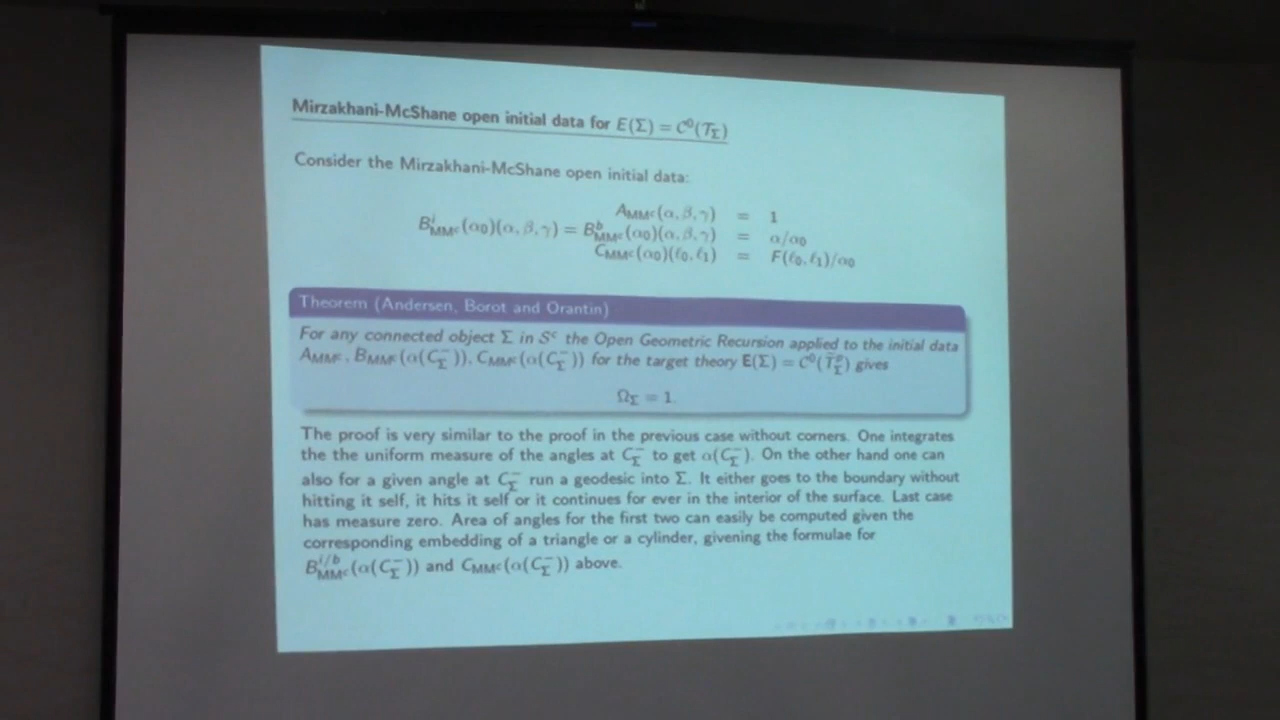 Mirzakhani-McShane open initial data for E(Σ) = C⁰(T_Σ)
Consider the Mirzakhani-McShane open initial data:
A_MMᶜ(α, β, γ) = 1
Bⁱ_MMᶜ(α₀)(α, β, γ) = Bᵇ_MMᶜ(α₀)(α, β, γ) = α/α₀
C_MMᶜ(α₀)(ℓ₀, ℓ₁) = F(ℓ₀, ℓ₁)/α₀
Theorem (Andersen, Borot and Orantin)
For any connected object Σ in Sᶜ the Open Geometric Recursion applied to the initial data
A_MMᶜ, B_MMᶜ(α(C⁻_Σ)), C_MMᶜ(α(C⁻_Σ)) for the target theory E(Σ) = C⁰(T̃ᵖ_Σ) gives
Ω_Σ = 1.
The proof is very similar to the proof in the previous case without corners. One integrates
the the uniform measure of the angles at C⁻_Σ to get α(C⁻_Σ). On the other hand one can
also for a given angle at C⁻_Σ run a geodesic into Σ. It either goes to the boundary without
hitting it self, it hits it self or it continues for ever in the interior of the surface. Last case
has measure zero. Area of angles for the first two can easily be computed given the
corresponding embedding of a triangle or a cylinder, givening the formulae for
B^{i/b}_MMᶜ(α(C⁻_Σ)) and C_MMᶜ(α(C⁻_Σ)) above.